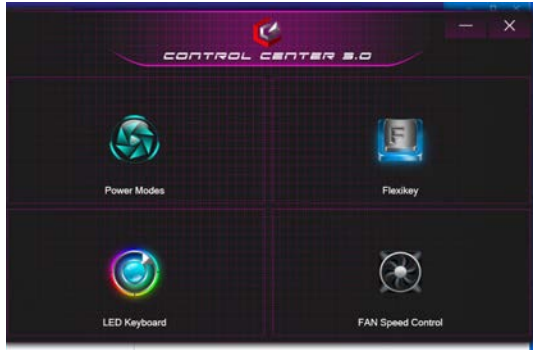 CONTROL CENTER 3.0
Power Modes
F
Flexikey
LED Keyboard
FAN Speed Control